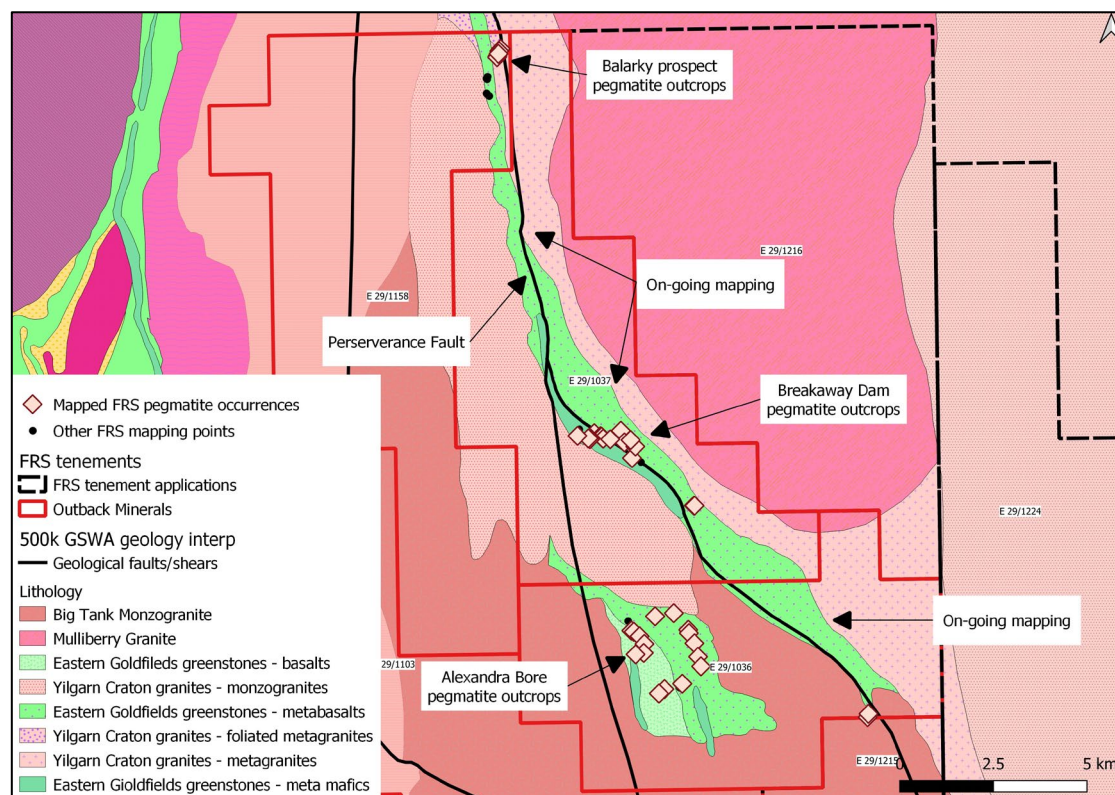 Balarky prospect
pegmatite outcrops
E 29/1216
On-going mapping
E 29/1158
Perserverance Fault
E 29/1037
Breakaway Dam
pegmatite outcrops
Mapped FRS pegmatite occurrences
Other FRS mapping points
FRS tenements
FRS tenement applications
Outback Minerals
500k GSWA geology interp
Geological faults/shears
Lithology
Big Tank Monzogranite
Mulliberry Granite
Eastern Goldfileds greenstones - basalts
Yilgarn Craton granites - monzogranites
Eastern Goldfields greenstones - metabasalts
Yilgarn Craton granites - foliated metagranites
Yilgarn Craton granites - metagranites
Eastern Gioldfields greenstones - meta mafics
E 29/1224
On-going mapping
E 29/1103
Alexandra Bore
pegmatite outcrops
E 29/1036
E 29/1215
0 2.5 5 km